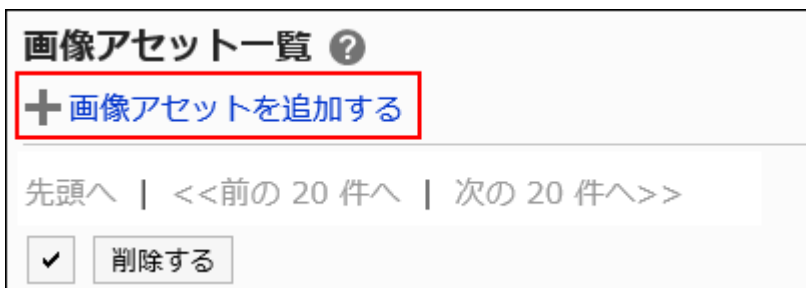 画像アセット一覧 ?
+ 画像アセットを追加する
先頭へ | <<前の 20 件へ | 次の 20 件へ>>
✔ 削除する